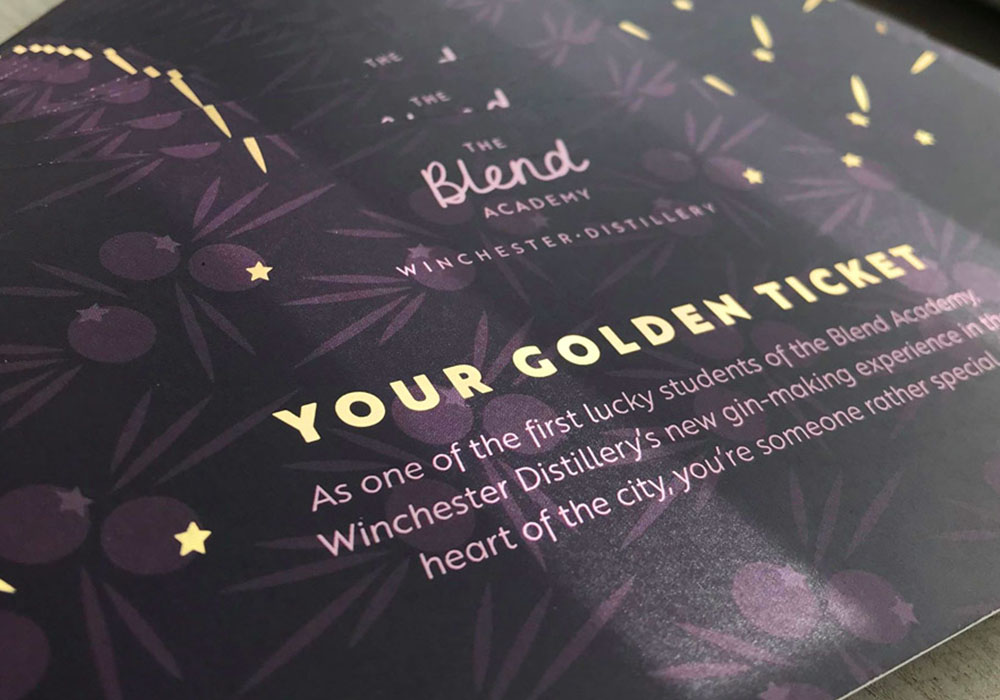 THE
THE
THE
Blend
ACADEMY
WINCHESTER·DISTILLERY
YOUR GOLDEN TICKET
As one of the first lucky students of the Blend Academy,
Winchester Distillery's new gin-making experience in the
heart of the city, you're someone rather special